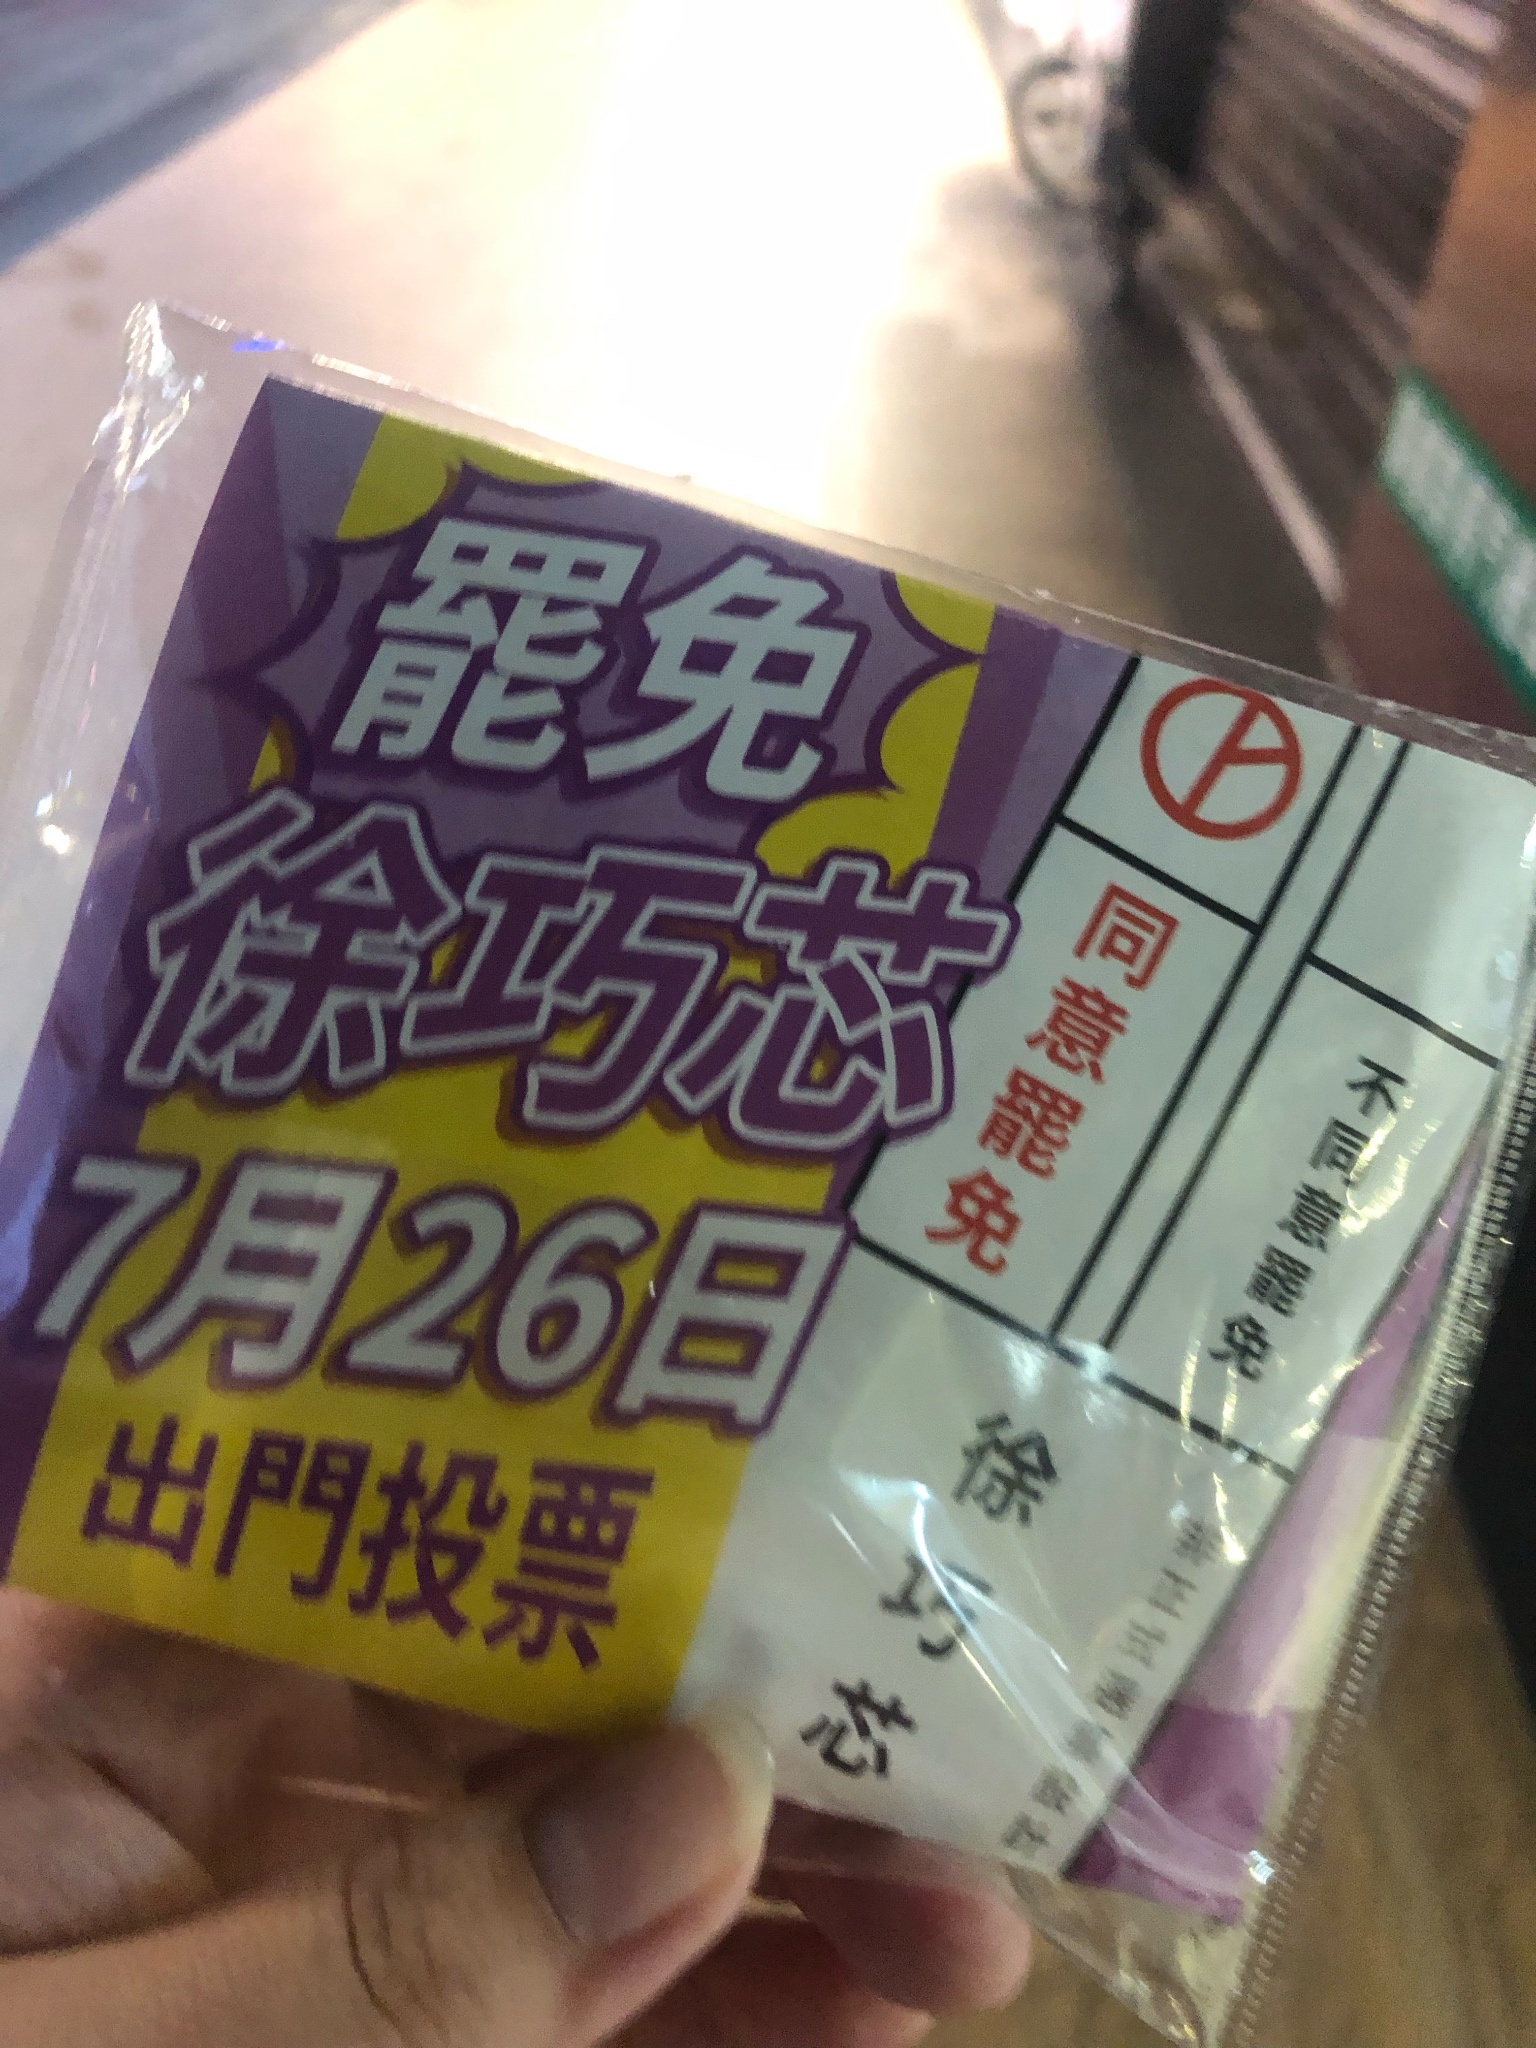 罷免
徐巧芯
7月26日
出門投票
同意罷免
不同意罷免
徐巧芯